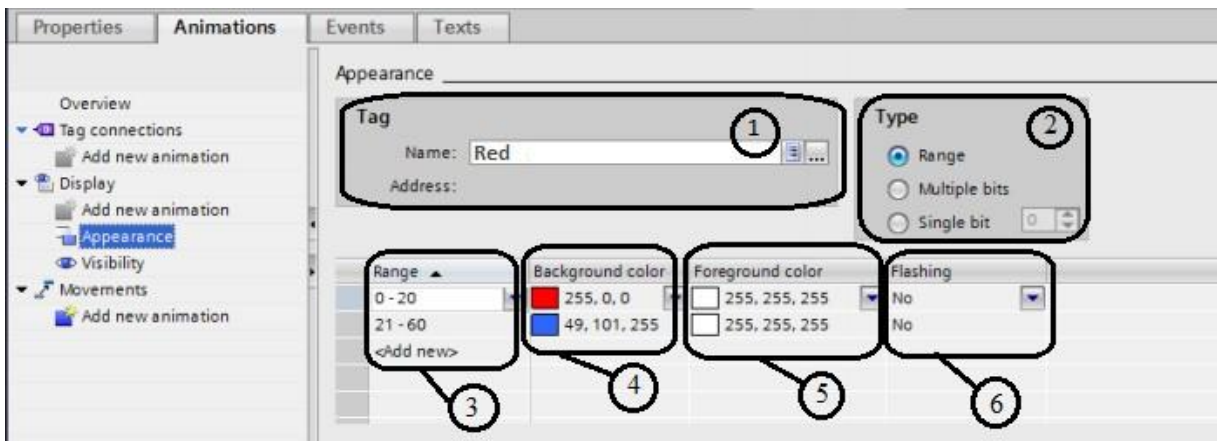 Properties Animations Events Texts
Overview
Tag connections
Add new animation
Display
Add new animation
Appearance
Visibility
Movements
Add new animation
Appearance
Tag
1
Name: Red ...
Address:
Type
2
Range
Multiple bits
Single bit 0
Range Background color Foreground color Flashing
0 - 20 255, 0, 0 255, 255, 255 No
21 - 60 49, 101, 255 255, 255, 255 No
<Add new>
3 4 5 6